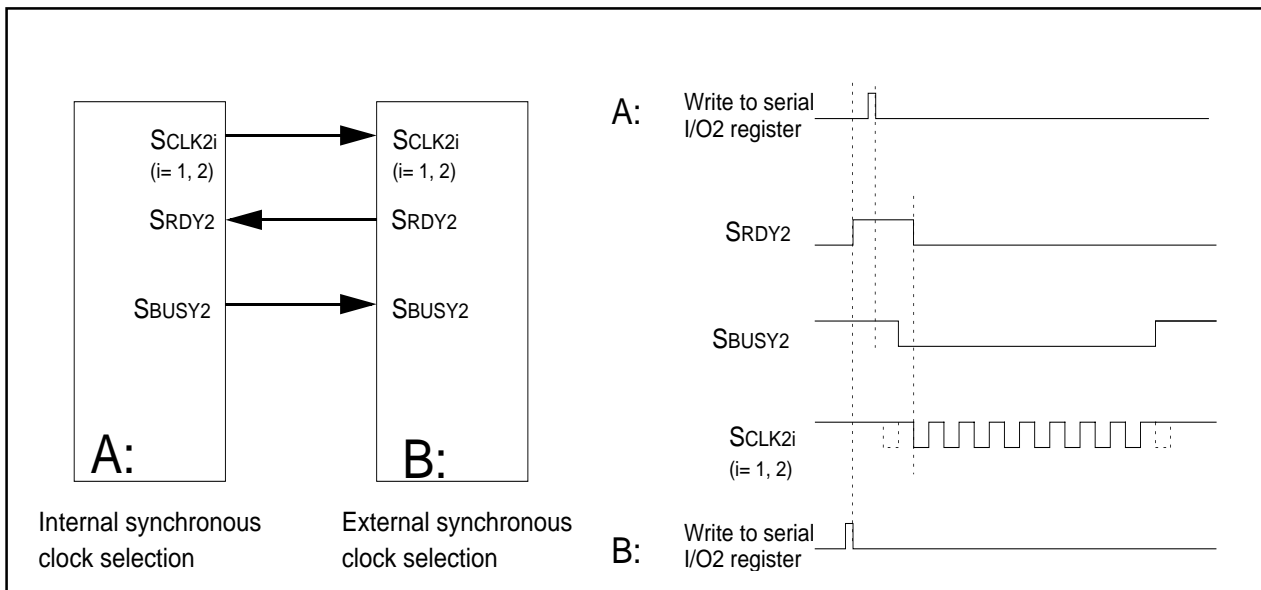 SCLK2i
(i= 1, 2)
SRDY2
SBUSY2
A:
Internal synchronous
clock selection
SCLK2i
(i= 1, 2)
SRDY2
SBUSY2
B:
External synchronous
clock selection
A:
Write to serial
I/O2 register
SRDY2
SBUSY2
SCLK2i
(i= 1, 2)
B:
Write to serial
I/O2 register